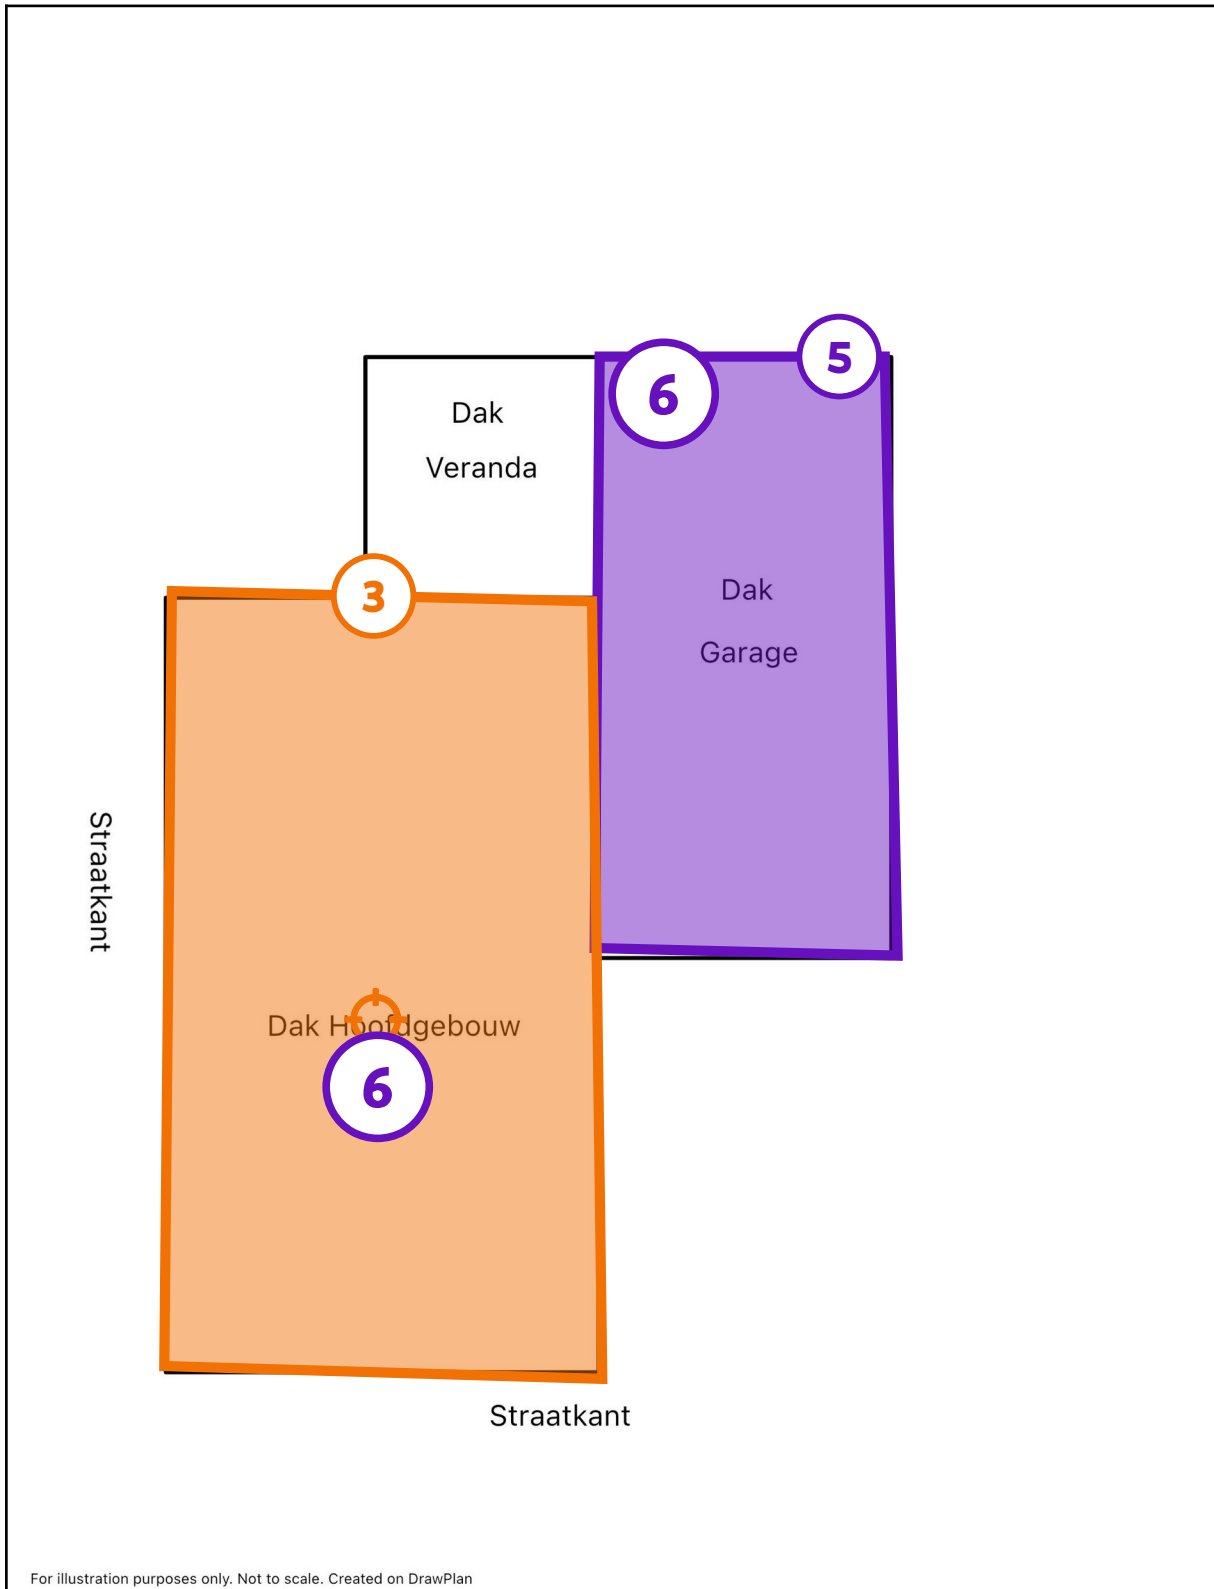 5
6
Dak
Veranda
3
Dak
Garage
Straatkant
Dak Hoofdgebouw
6
Straatkant
For illustration purposes only. Not to scale. Created on DrawPlan